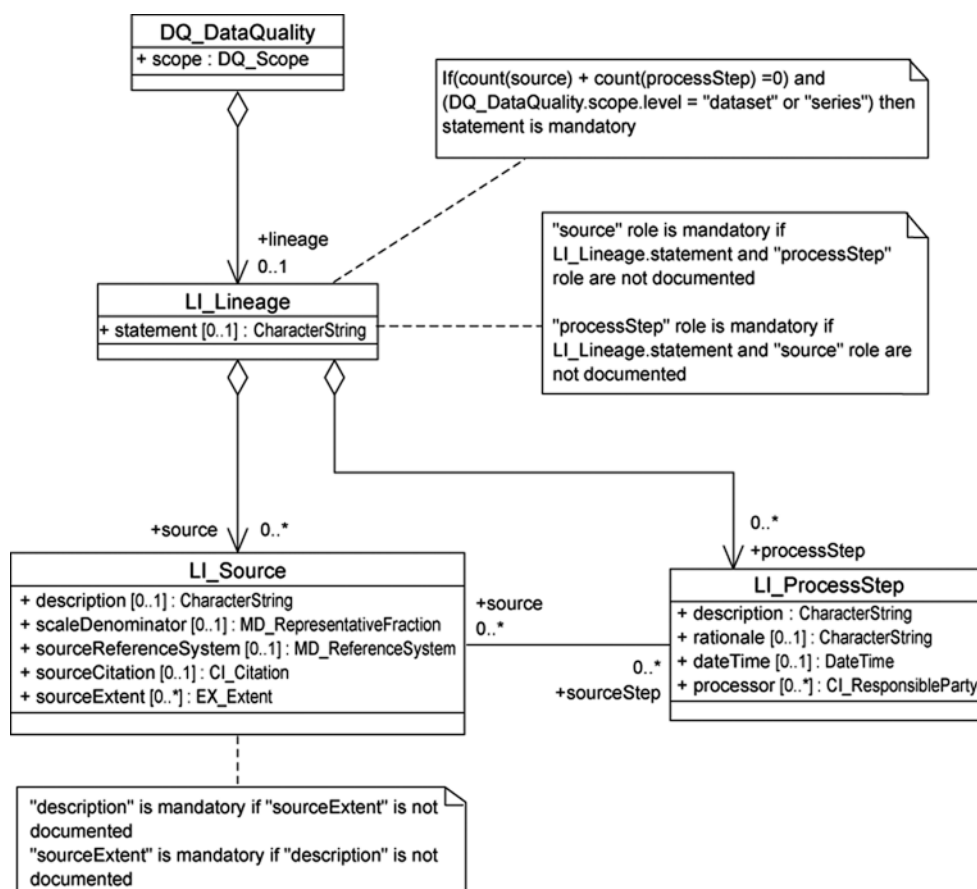 DQ_DataQuality
+ scope : DQ_Scope
If(count(source) + count(processStep) =0) and
(DQ_DataQuality.scope.level = "dataset" or "series") then
statement is mandatory
+lineage
0..1
"source" role is mandatory if
LI_Lineage.statement and "processStep"
role are not documented
"processStep" role is mandatory if
LI_Lineage.statement and "source" role are
not documented
LI_Lineage
+ statement [0..1] : CharacterString
+source
0..*
0..*
+processStep
LI_Source
+ description [0..1] : CharacterString
+ scaleDenominator [0..1] : MD_RepresentativeFraction
+ sourceReferenceSystem [0..1] : MD_ReferenceSystem
+ sourceCitation [0..1] : CI_Citation
+ sourceExtent [0..*] : EX_Extent
+source
0..*
0..*
+sourceStep
LI_ProcessStep
+ description : CharacterString
+ rationale [0..1] : CharacterString
+ dateTime [0..1] : DateTime
+ processor [0..*] : CI_ResponsibleParty
"description" is mandatory if "sourceExtent" is not
documented
"sourceExtent" is mandatory if "description" is not
documented